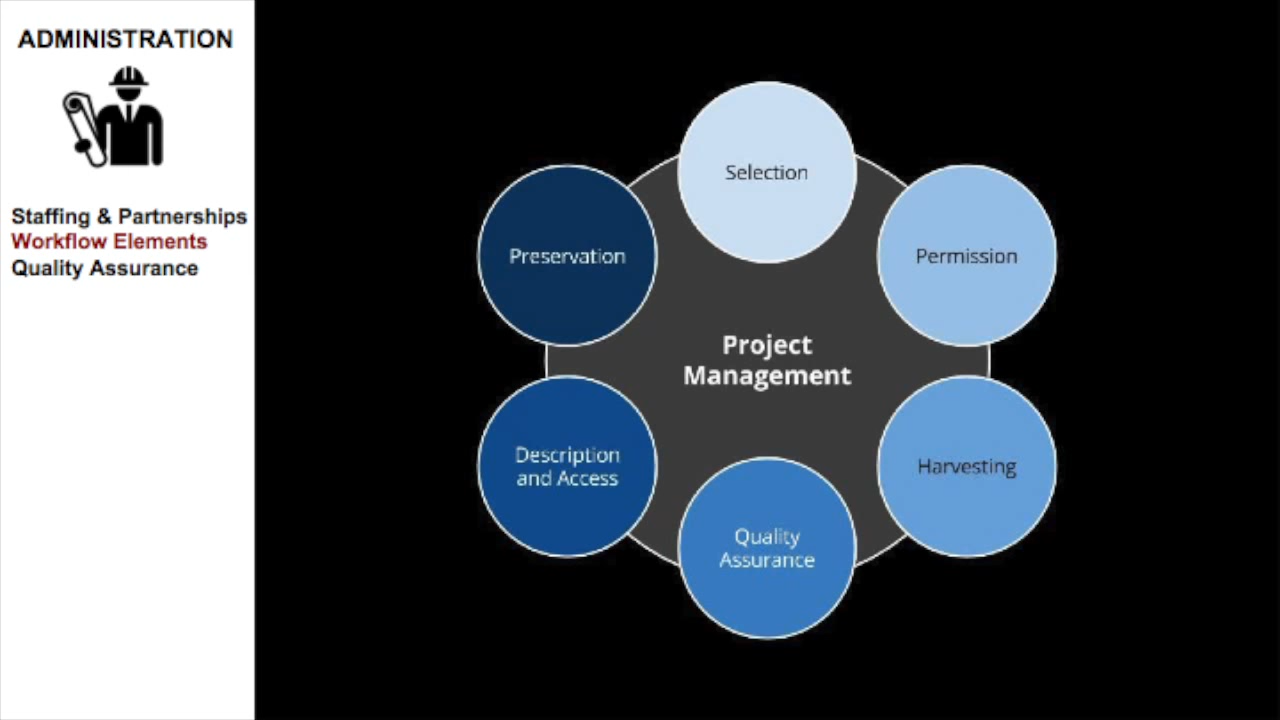 ADMINISTRATION
Staffing & Partnerships
Workflow Elements
Quality Assurance
Selection
Permission
Harvesting
Quality
Assurance
Description
and Access
Preservation
Project
Management